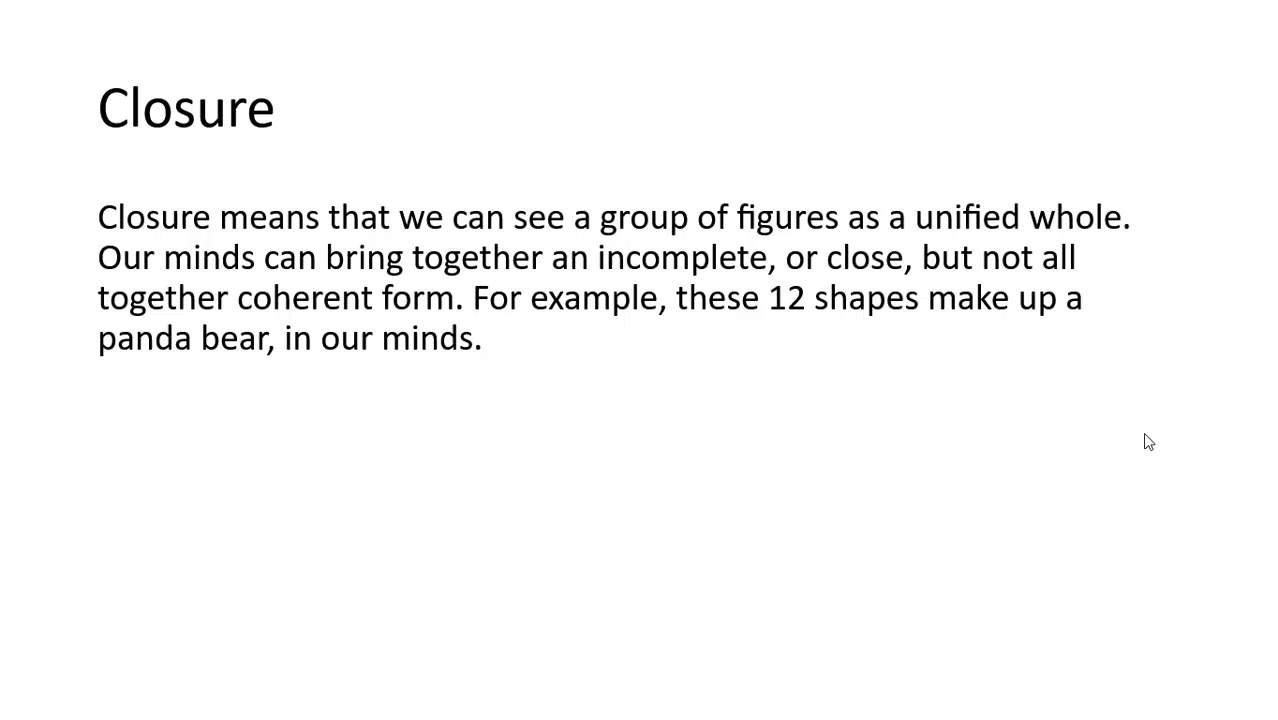 Closure
Closure means that we can see a group of figures as a unified whole.
Our minds can bring together an incomplete, or close, but not all
together coherent form. For example, these 12 shapes make up a
panda bear, in our minds.